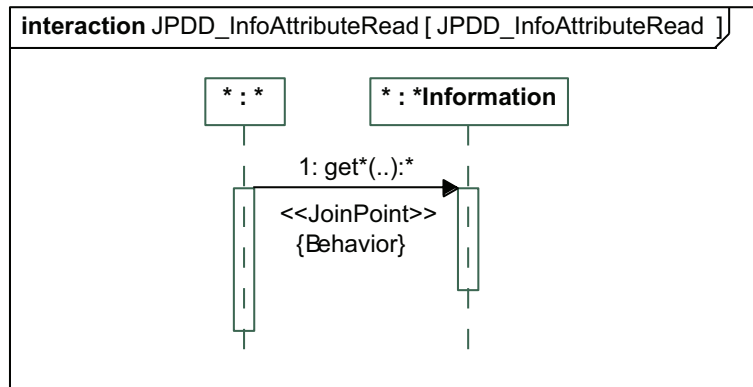 interaction JPDD_InfoAttributeRead [ JPDD_InfoAttributeRead ]
* : *
* : *Information
1: get*(..):*
<<JoinPoint>>
{Behavior}